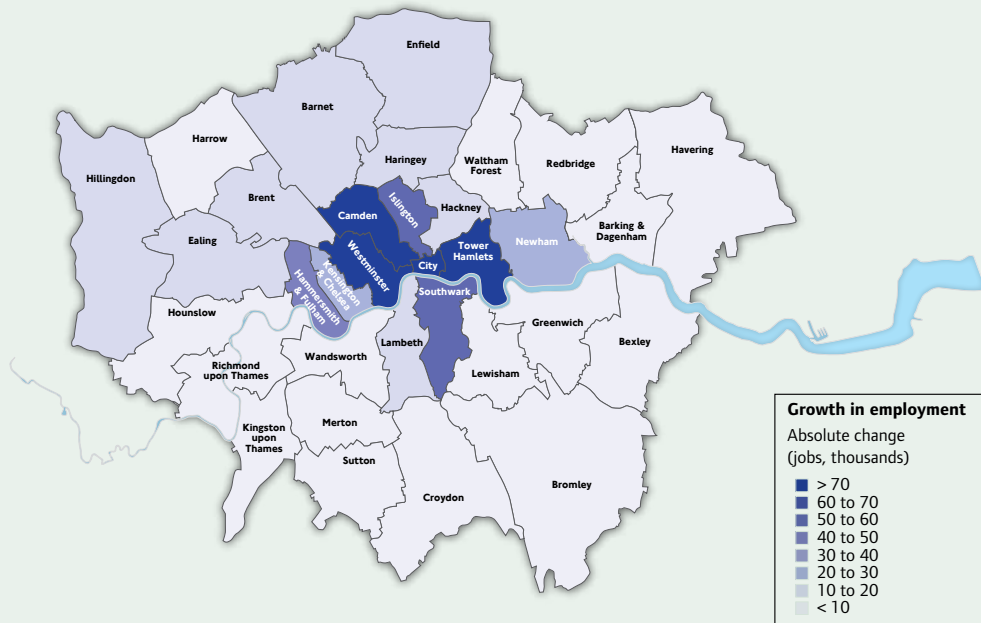 Enfield
Barnet
Harrow
Haringey
Waltham
Forest
Redbridge
Havering
Hillingdon
Brent
Islington
Hackney
Camden
Barking &
Dagenham
Ealing
Newham
Tower
Hamlets
City
Westminster
Kensington
& Chelsea
Hammersmith
& Fulham
Southwark
Hounslow
Greenwich
Bexley
Lambeth
Wandsworth
Richmond
upon Thames
Lewisham
Merton
Kingston
upon
Thames
Sutton
Croydon
Bromley
Growth in employment
Absolute change
(jobs, thousands)
> 70
60 to 70
50 to 60
40 to 50
30 to 40
20 to 30
10 to 20
< 10